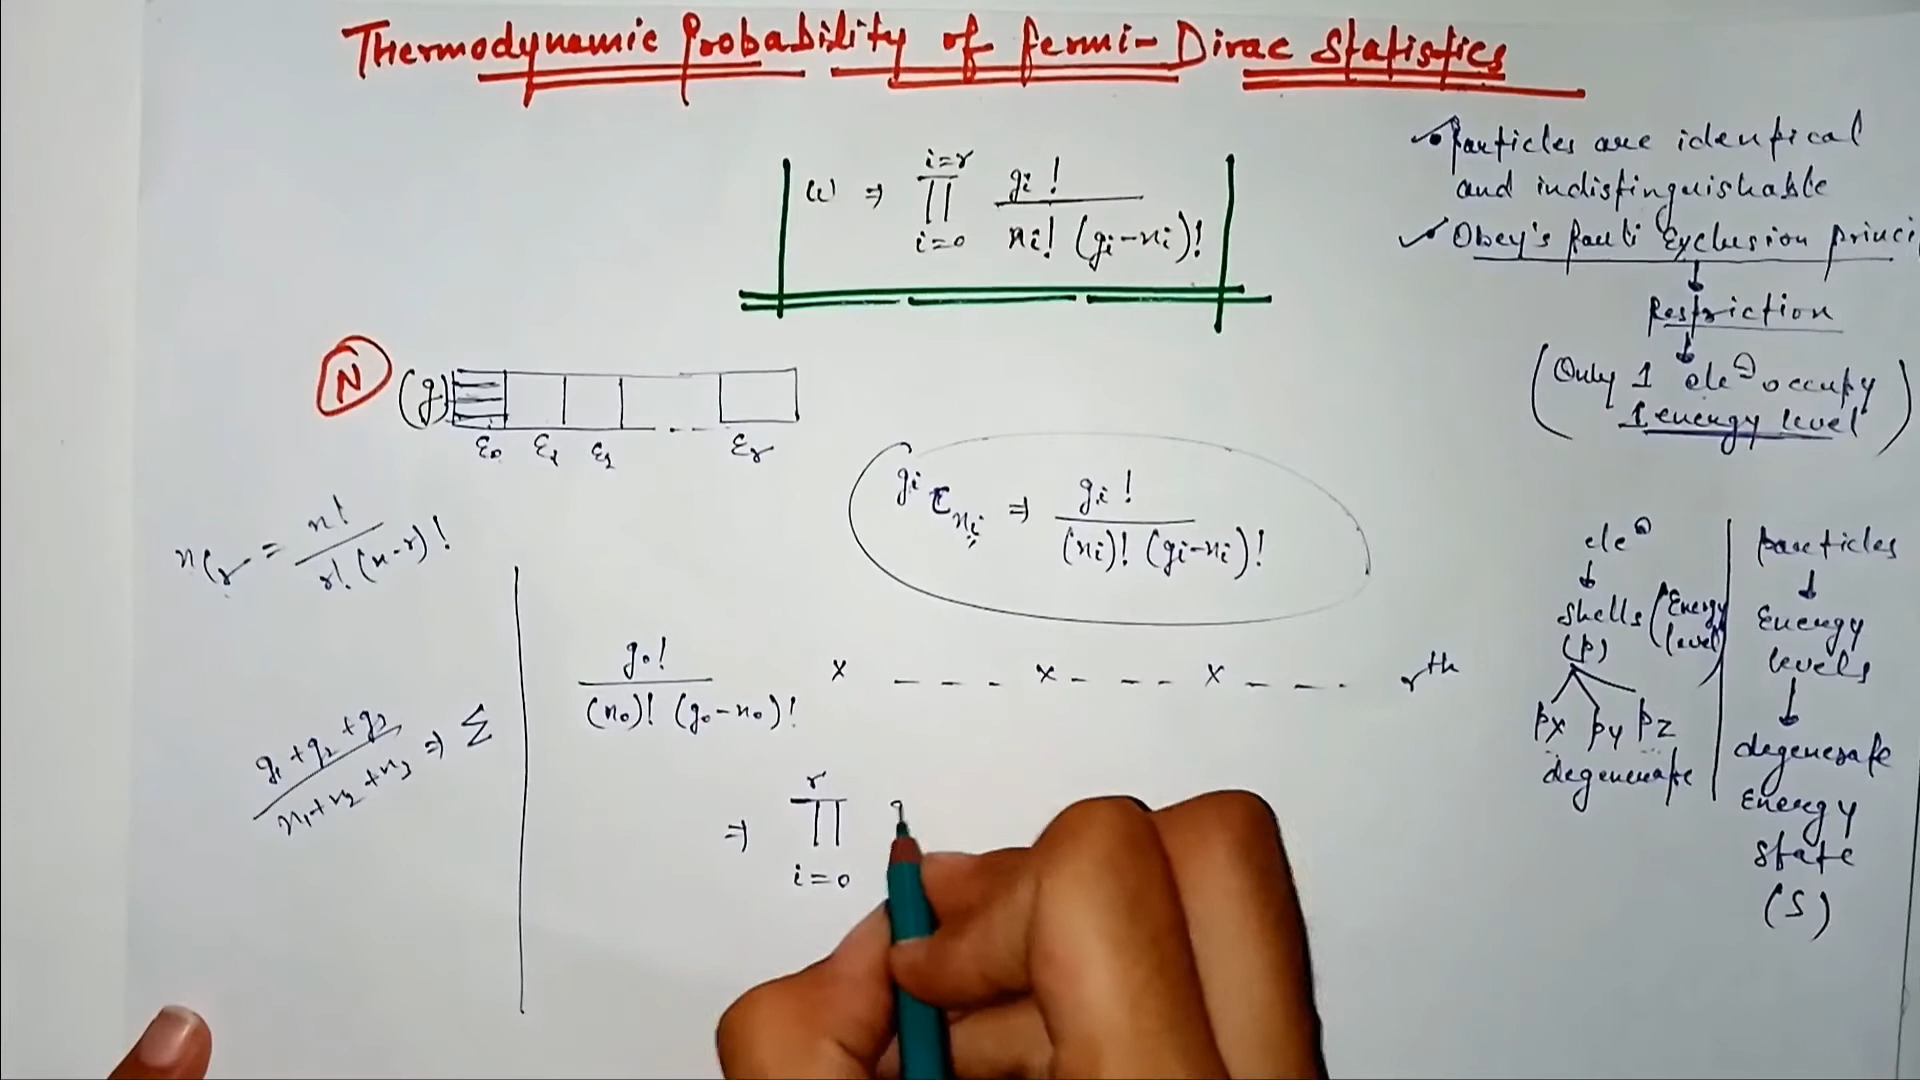 Thermodynamic Probability of fermi-Dirac Statistics
ω ⇒ i=r ∏ i=0 gi! / ni! (gi-ni)!
• Particles are identical
and indistinguishable
Obey's Pauli Exclusion princi
Restriction
(Only 1 ele⊖ occupy
1 energy level)
N (g)
ε0 ε1 ε2 --- εr
nCr = n! / r! (n-r)!
giCni ⇒ gi! / (ni)! (gi-ni)!
g0! / (n0)! (g0-n0)! x --- x --- x --- rth
g1+g2+g3 / n1+n2+n3 ⇒ Σ
⇒ r ∏ i=0
ele⊖
shells (Energy level)
(p)
px py pz
degenerate
particles
Energy
levels
degenerate
Energy
state
(S)